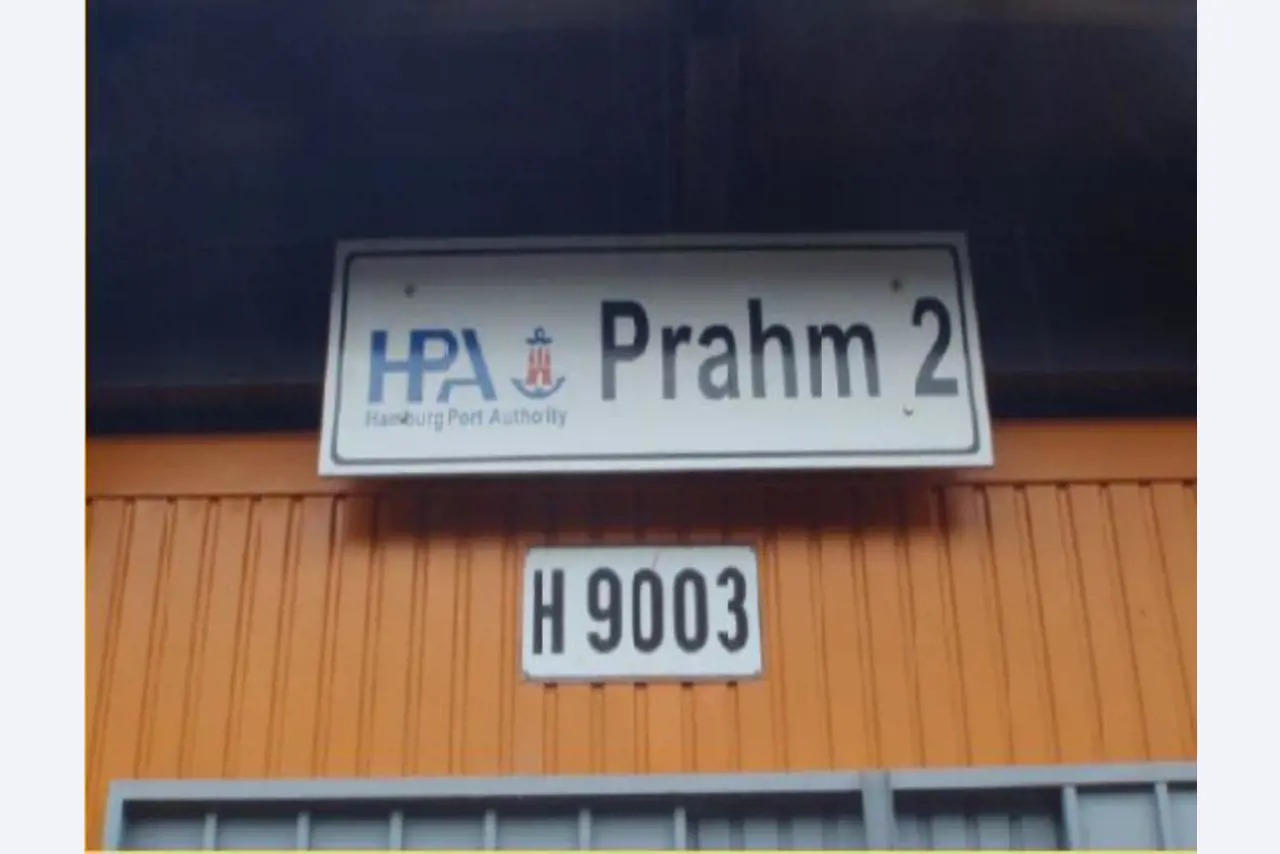 HPA Prahm 2
Hamburg Port Authority
H 9003